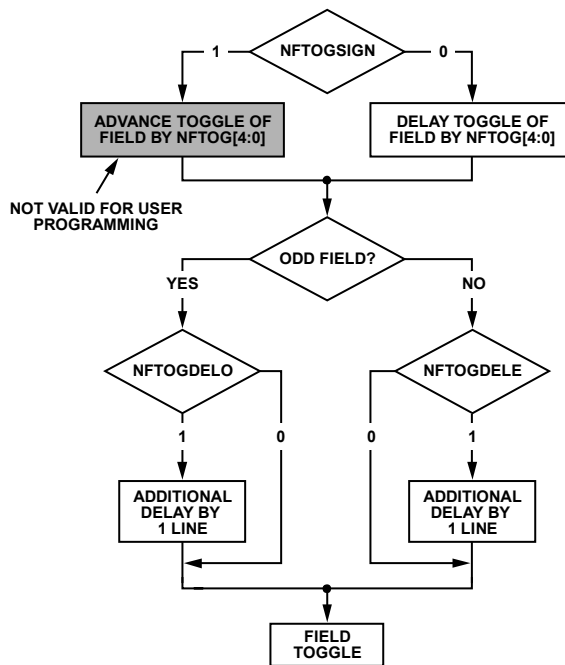 NFTOGSIGN
1
0
ADVANCE TOGGLE OF
FIELD BY NFTOG[4:0]
DELAY TOGGLE OF
FIELD BY NFTOG[4:0]
NOT VALID FOR USER
PROGRAMMING
ODD FIELD?
YES
NO
NFTOGDELO
NFTOGDELE
1
0
0
1
ADDITIONAL
DELAY BY
1 LINE
ADDITIONAL
DELAY BY
1 LINE
FIELD
TOGGLE